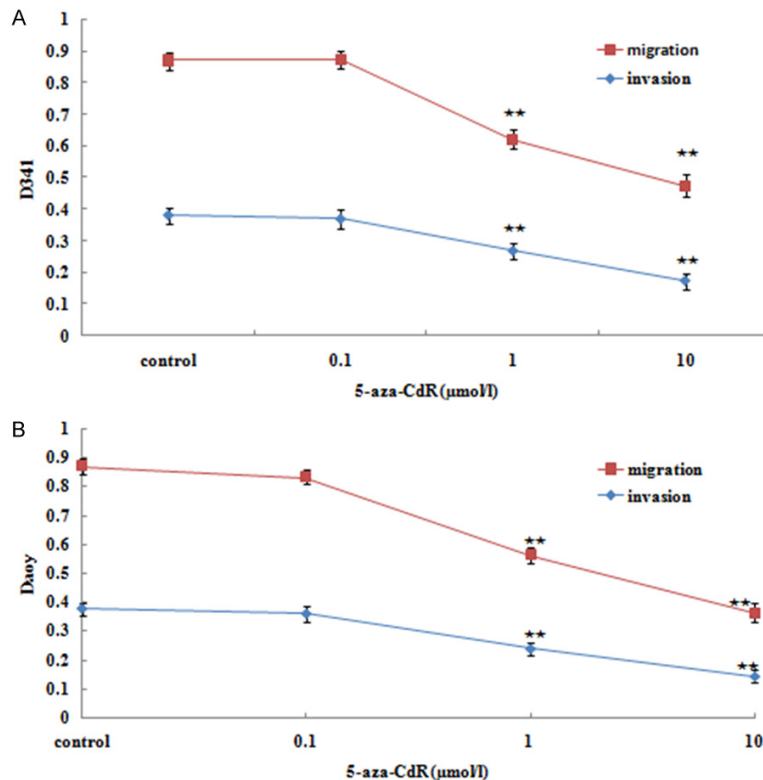 A
1
0.9
0.8
0.7
0.6
0.5
0.4
0.3
0.2
0.1
0
D341
migration
invasion
★★
★★
★★
★★
control 0.1 1 10
5-aza-CdR(μmol/l)
B
1
0.9
0.8
0.7
0.6
0.5
0.4
0.3
0.2
0.1
0
Daoy
migration
invasion
★★
★★
★★
★★
control 0.1 1 10
5-aza-CdR(μmol/l)